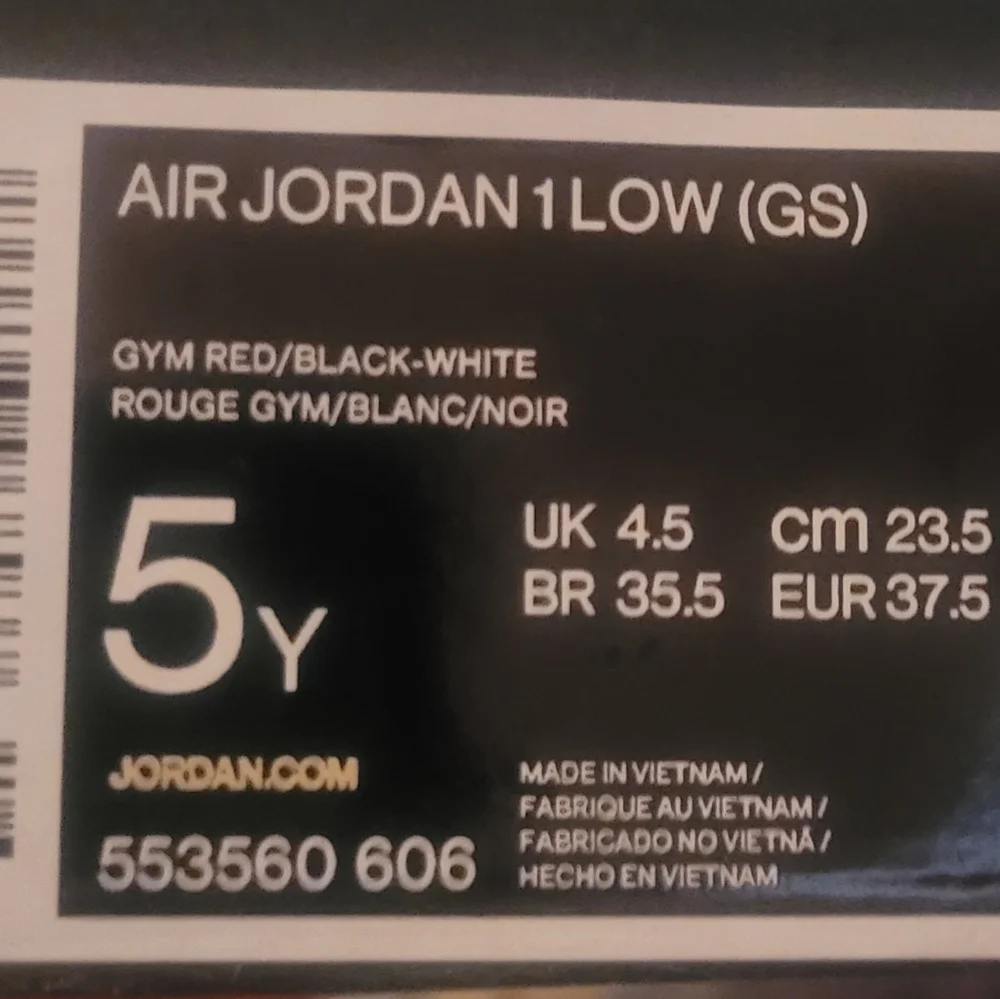 AIR JORDAN 1 LOW (GS)
GYM RED/BLACK-WHITE
ROUGE GYM/BLANC/NOIR
5Y
UK 4.5 cm 23.5
BR 35.5 EUR 37.5
JORDAN.COM
553560 606
MADE IN VIETNAM /
FABRIQUE AU VIETNAM /
FABRICADO NO VIETNÃ /
HECHO EN VIETNAM